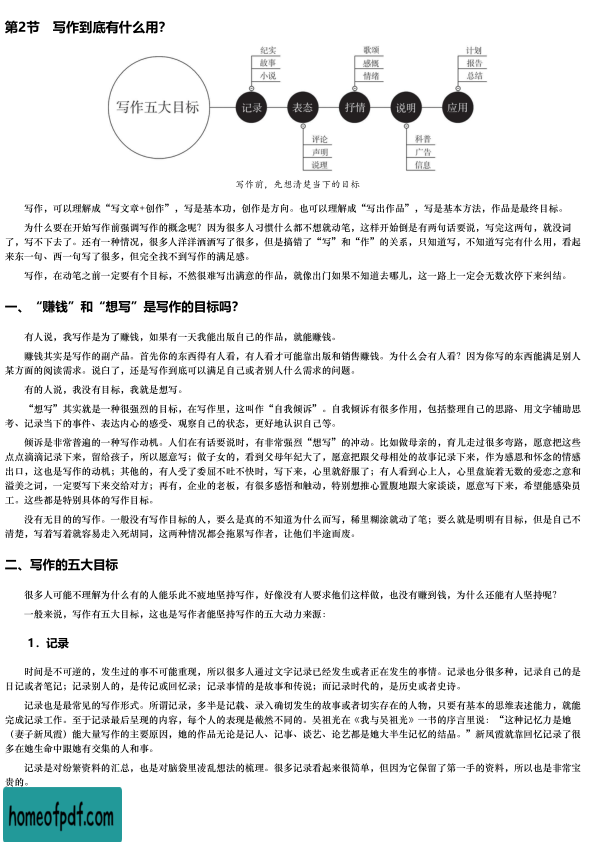 第2节　写作到底有什么用？
纪实
故事
小说
歌颂
感慨
情绪
计划
报告
总结
写作五大目标
记录
表态
抒情
说明
应用
评论
声明
说理
科普
广告
信息
写作前，先想清楚当下的目标
写作，可以理解成“写文章+创作”，写是基本功，创作是方向。也可以理解成“写出作品”，写是基本方法，作品是最终目标。
为什么要在开始写作前强调写作的概念呢？因为很多人习惯什么都不想就动笔，这样开始倒是有两句话要说，写完这两句，就没词
了，写不下去了。还有一种情况，很多人洋洋洒洒写了很多，但是搞错了“写”和“作”的关系，只知道写，不知道写完有什么用，看起
来东一句、西一句写了很多，但完全找不到写作的满足感。
写作，在动笔之前一定要有个目标，不然很难写出满意的作品，就像出门如果不知道去哪儿，这一路上一定会无数次停下来纠结。
一、“赚钱”和“想写”是写作的目标吗？
有人说，我写作是为了赚钱，如果有一天我能出版自己的作品，就能赚钱。
赚钱其实是写作的副产品。首先你的东西得有人看，有人看才可能靠出版和销售赚钱。为什么会有人看？因为你写的东西能满足别人
某方面的阅读需求。说白了，还是写作到底可以满足自己或者别人什么需求的问题。
有的人说，我没有目标，我就是想写。
“想写”其实就是一种很强烈的目标，在写作里，这叫作“自我倾诉”。自我倾诉有很多作用，包括整理自己的思路、用文字辅助思
考、记录当下的事件、表达内心的感受、观察自己的状态，更好地认识自己等。
倾诉是非常普遍的一种写作动机。人们在有话要说时，有非常强烈“想写”的冲动。比如做母亲的，育儿走过很多弯路，愿意把这些
点点滴滴记录下来，留给孩子，所以愿意写；做子女的，看到父母年纪大了，愿意把跟父母相处的故事记录下来，作为感恩和怀念的情感
出口，这也是写作的动机；其他的，有人受了委屈不吐不快时，写下来，心里就舒服了；有人看到心上人，心里盘旋着无数的爱恋之意和
溢美之词，一定要写下来交给对方；再有，企业的老板，有很多感悟和触动，特别想推心置腹地跟大家谈谈，愿意写下来，希望能感染员
工。这些都是特别具体的写作目标。
没有无目的的写作。一般没有写作目标的人，要么是真的不知道为什么而写，稀里糊涂就动了笔；要么就是明明有目标，但是自己不
清楚，写着写着就容易走入死胡同，这两种情况都会拖累写作者，让他们半途而废。
二、写作的五大目标
很多人可能不理解为什么有的人能乐此不疲地坚持写作，好像没有人要求他们这样做，也没有赚到钱，为什么还能有人坚持呢？
一般来说，写作有五大目标，这也是写作者能坚持写作的五大动力来源：
1．记录
时间是不可逆的，发生过的事不可能重现，所以很多人通过文字记录已经发生或者正在发生的事情。记录也分很多种，记录自己的是
日记或者笔记；记录别人的，是传记或回忆录；记录事情的是故事和传说；而记录时代的，是历史或者史诗。
记录也是最常见的写作形式。所谓记录，多半是记载、录入确切发生的故事或者切实存在的人物，只要有基本的思维表述能力，就能
完成记录工作。至于记录最后呈现的内容，每个人的表现是截然不同的。吴祖光在《我与吴祖光》一书的序言里说：“这种记忆力是她
（妻子新凤霞）能大量写作的主要原因，她的作品无论是记人、记事、谈艺、论艺都是她大半生记忆的结晶。”新凤霞就靠回忆记录了很
多在她生命中跟她有交集的人和事。
记录是对纷繁资料的汇总，也是对脑袋里凌乱想法的梳理。很多记录看起来很简单，但因为它保留了第一手的资料，所以也是非常宝
贵的。
homeofpdf.com